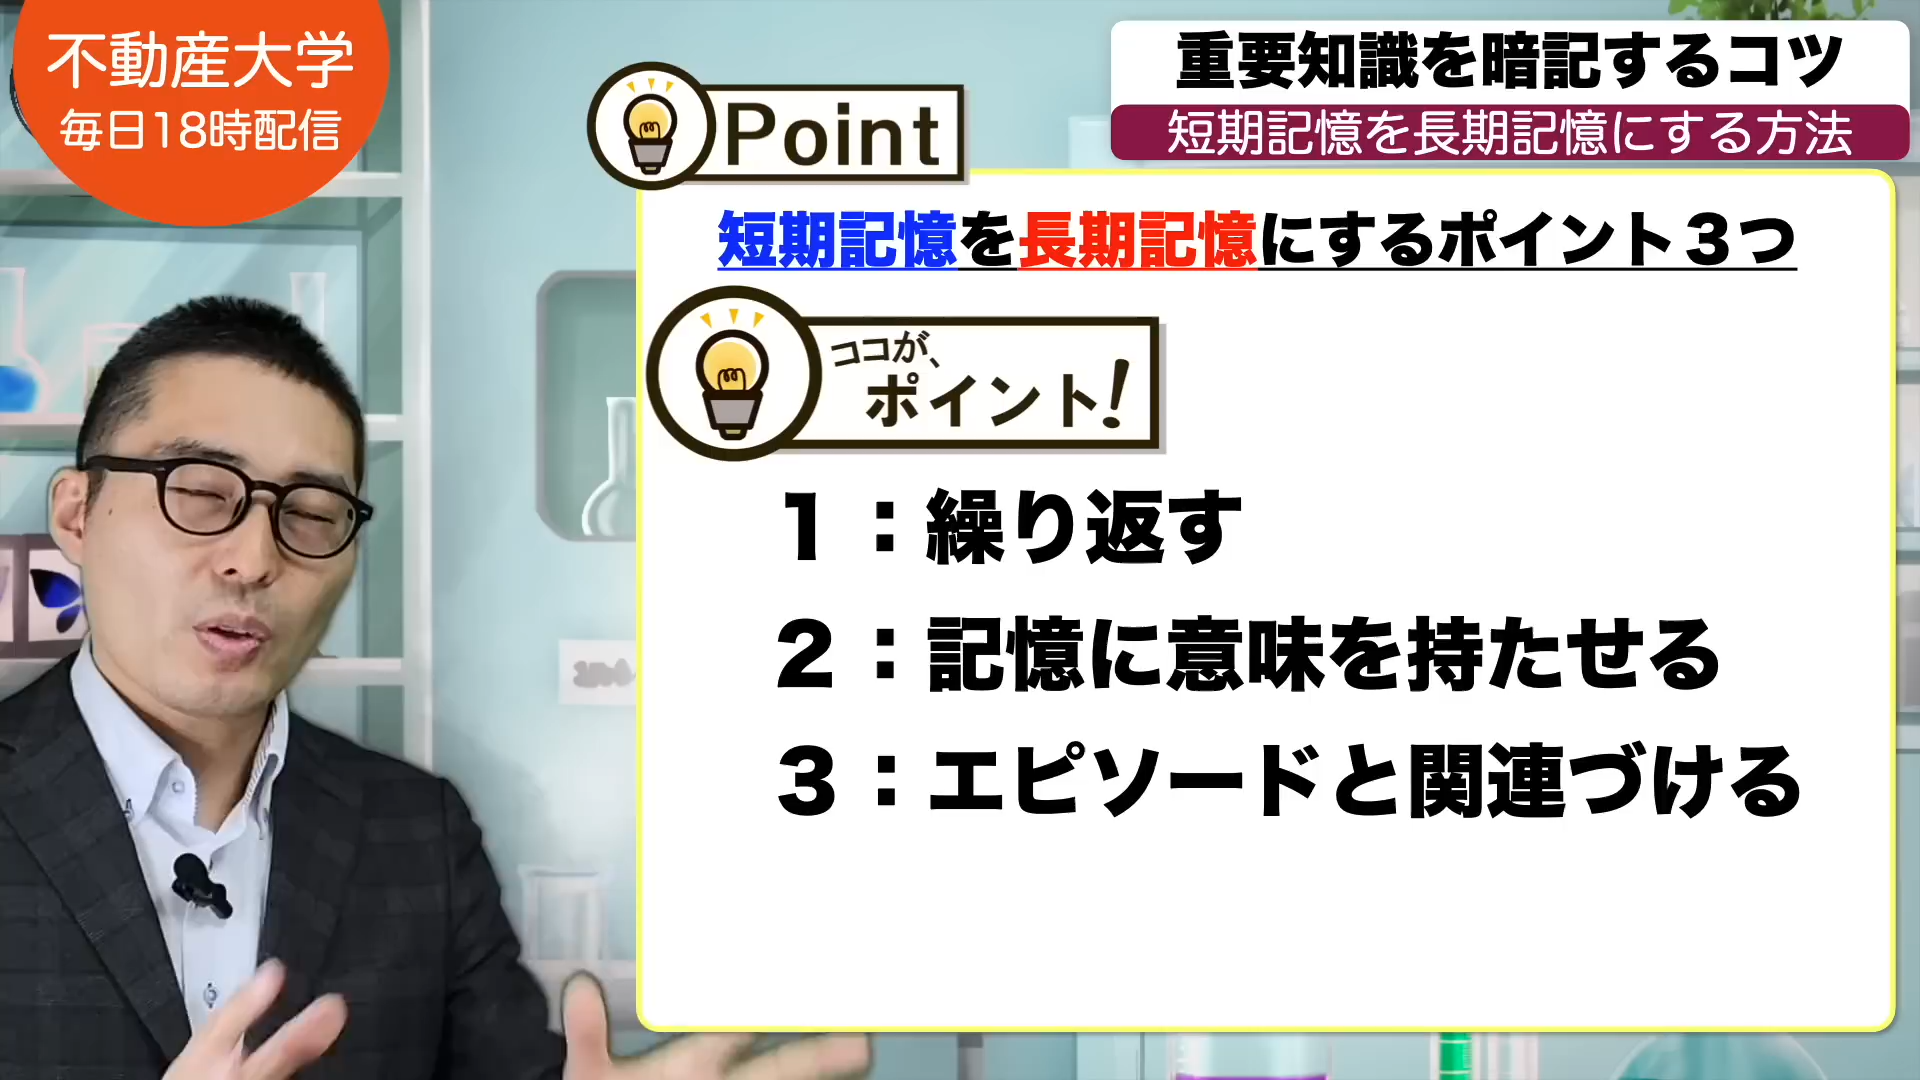 不動産大学
毎日18時配信
重要知識を暗記するコツ
短期記憶を長期記憶にする方法
Point
短期記憶を長期記憶にするポイント３つ
ココが、
ポイント!
１：繰り返す
２：記憶に意味を持たせる
３：エピソードと関連づける